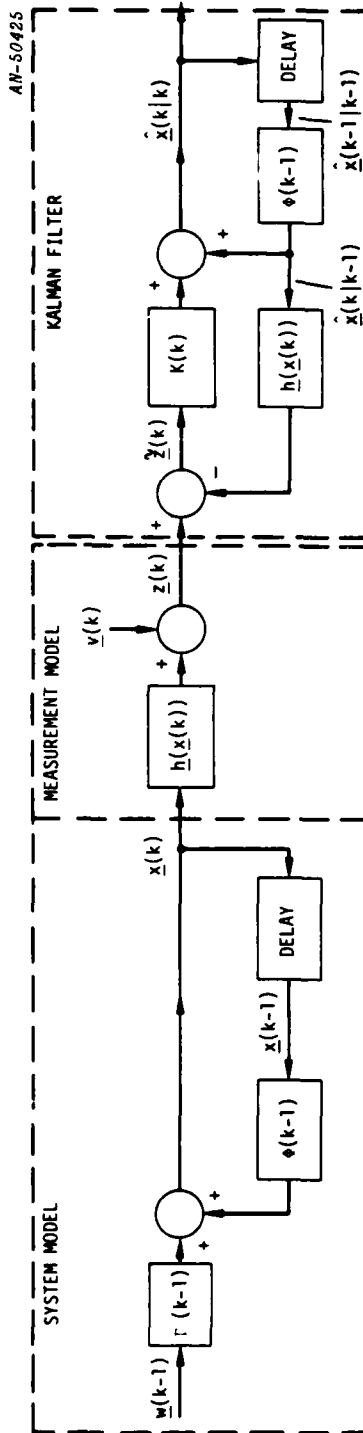 AN-50425
SYSTEM MODEL
MEASUREMENT MODEL
KALMAN FILTER
w(k-1)
Γ (k-1)
+
+
x(k)
DELAY
x(k-1)
Φ(k-1)
h(x(k))
+
v(k)
z(k)
+
-
z̃(k)
K(k)
+
+
x̂(k|k)
DELAY
x̂(k-1|k-1)
Φ(k-1)
x̂(k|k-1)
h(x(k))